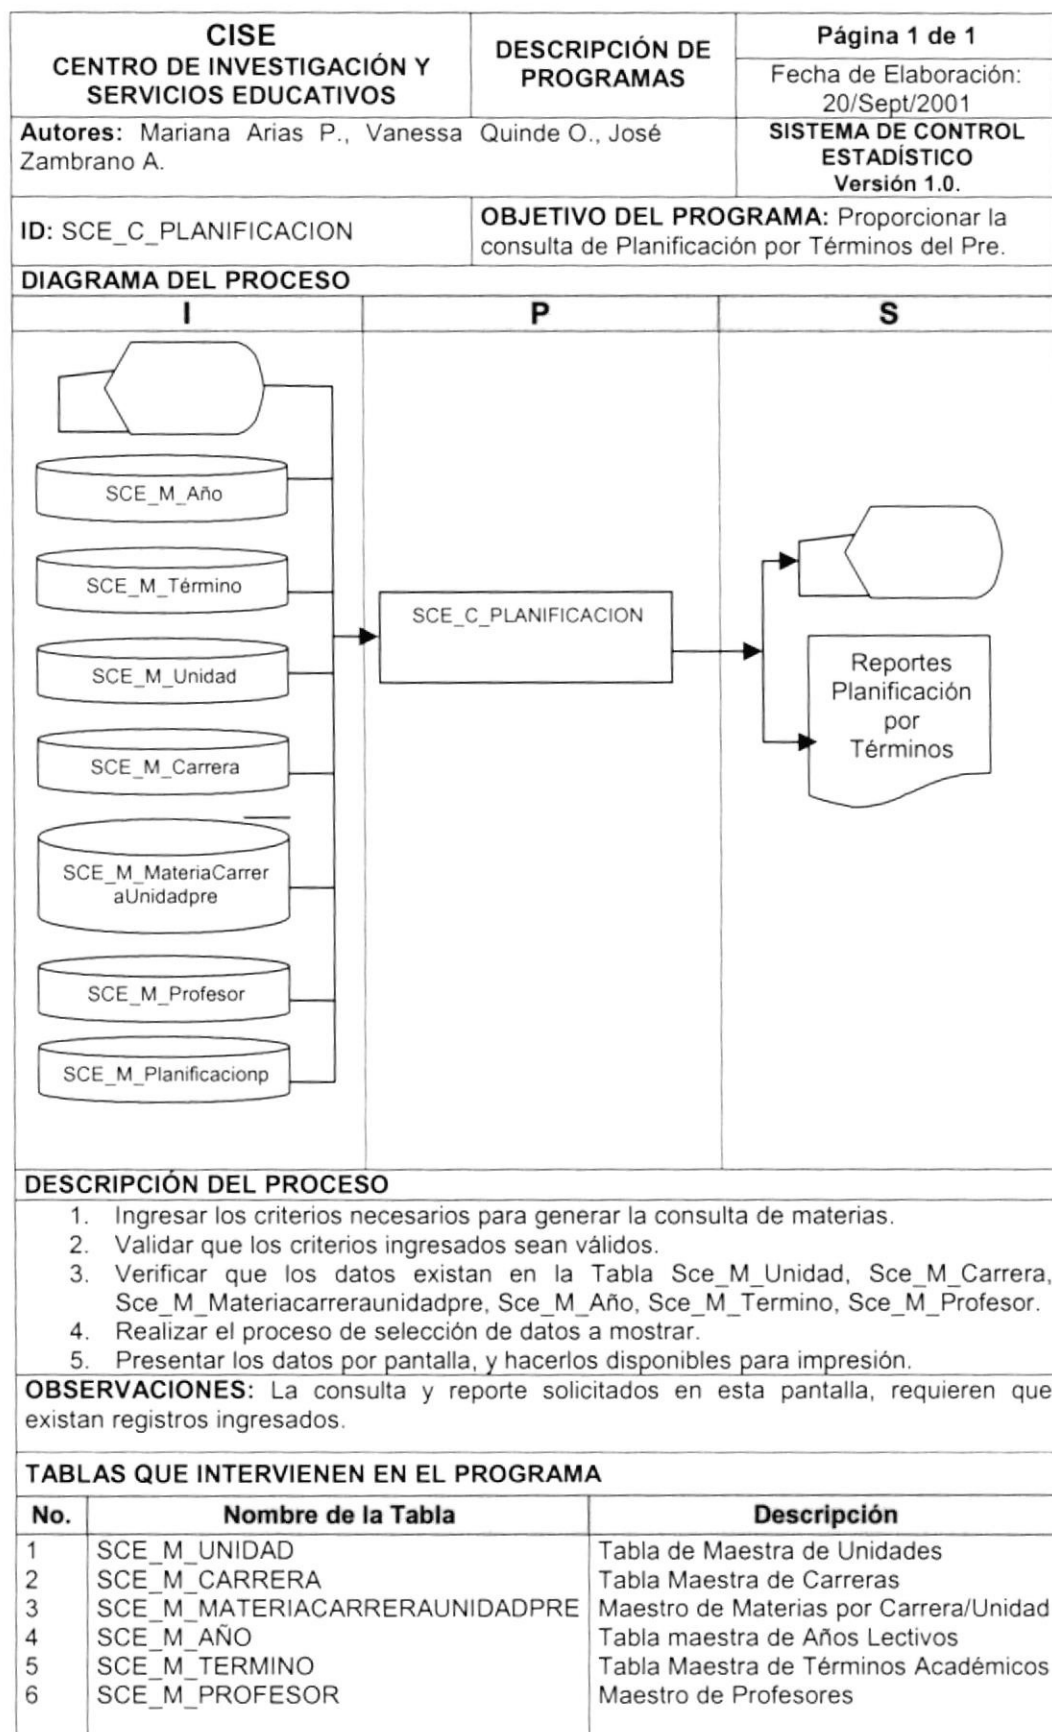 CISE
CENTRO DE INVESTIGACIÓN Y
SERVICIOS EDUCATIVOS
DESCRIPCIÓN DE
PROGRAMAS
Página 1 de 1
Fecha de Elaboración:
20/Sept/2001
Autores: Mariana Arias P., Vanessa Quinde O., José
Zambrano A.
SISTEMA DE CONTROL
ESTADÍSTICO
Versión 1.0.
ID: SCE_C_PLANIFICACION
OBJETIVO DEL PROGRAMA: Proporcionar la
consulta de Planificación por Términos del Pre.
DIAGRAMA DEL PROCESO
I
P
S
SCE_M_Año
SCE_M_Término
SCE_M_Unidad
SCE_M_Carrera
SCE_M_MateriaCarrer
aUnidadpre
SCE_M_Profesor
SCE_M_Planificacionp
SCE_C_PLANIFICACION
Reportes
Planificación
por
Términos
DESCRIPCIÓN DEL PROCESO
1. Ingresar los criterios necesarios para generar la consulta de materias.
2. Validar que los criterios ingresados sean válidos.
3. Verificar que los datos existan en la Tabla Sce_M_Unidad, Sce_M_Carrera,
Sce_M_Materiacarreraunidadpre, Sce_M_Año, Sce_M_Termino, Sce_M_Profesor.
4. Realizar el proceso de selección de datos a mostrar.
5. Presentar los datos por pantalla, y hacerlos disponibles para impresión.
OBSERVACIONES: La consulta y reporte solicitados en esta pantalla, requieren que
existan registros ingresados.
TABLAS QUE INTERVIENEN EN EL PROGRAMA
No. Nombre de la Tabla Descripción
1 SCE_M_UNIDAD Tabla de Maestra de Unidades
2 SCE_M_CARRERA Tabla Maestra de Carreras
3 SCE_M_MATERIACARRERAUNIDADPRE Maestro de Materias por Carrera/Unidad
4 SCE_M_AÑO Tabla maestra de Años Lectivos
5 SCE_M_TERMINO Tabla Maestra de Términos Académicos
6 SCE_M_PROFESOR Maestro de Profesores